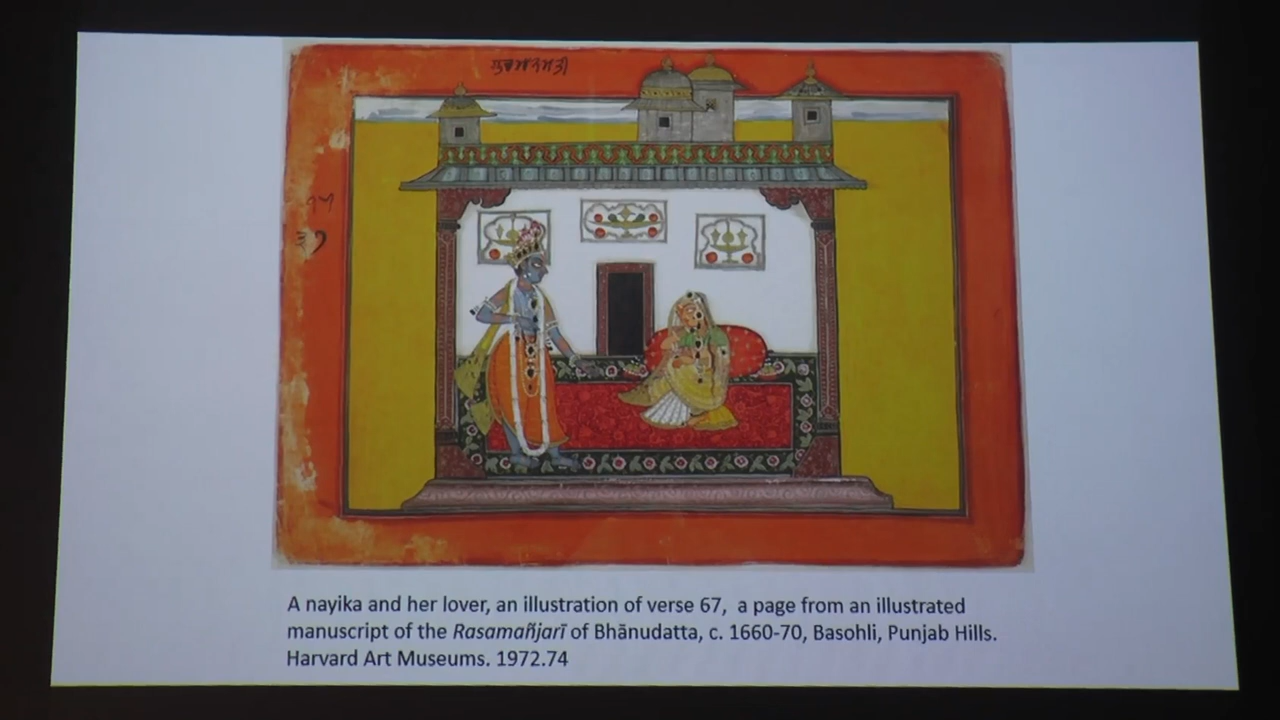 A nayika and her lover, an illustration of verse 67, a page from an illustrated
manuscript of the Rasamañjarī of Bhānudatta, c. 1660-70, Basohli, Punjab Hills.
Harvard Art Museums. 1972.74